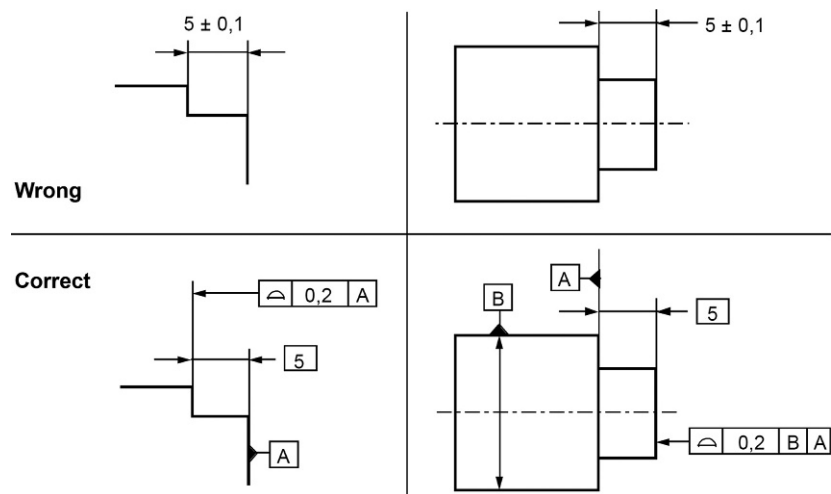 5 ± 0,1
5 ± 0,1
Wrong
Correct
⌓ 0,2 A
5
A
A
B
5
⌓ 0,2 B A